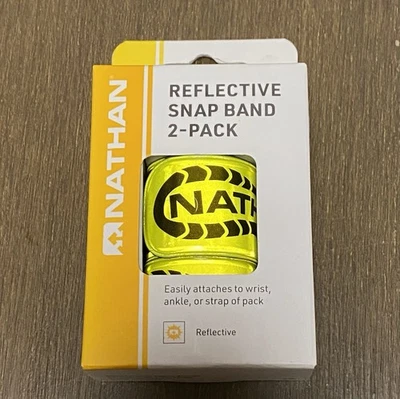 NATHAN®
REFLECTIVE
SNAP BAND
2-PACK
NATH
Easily attaches to wrist,
ankle, or strap of pack
Reflective